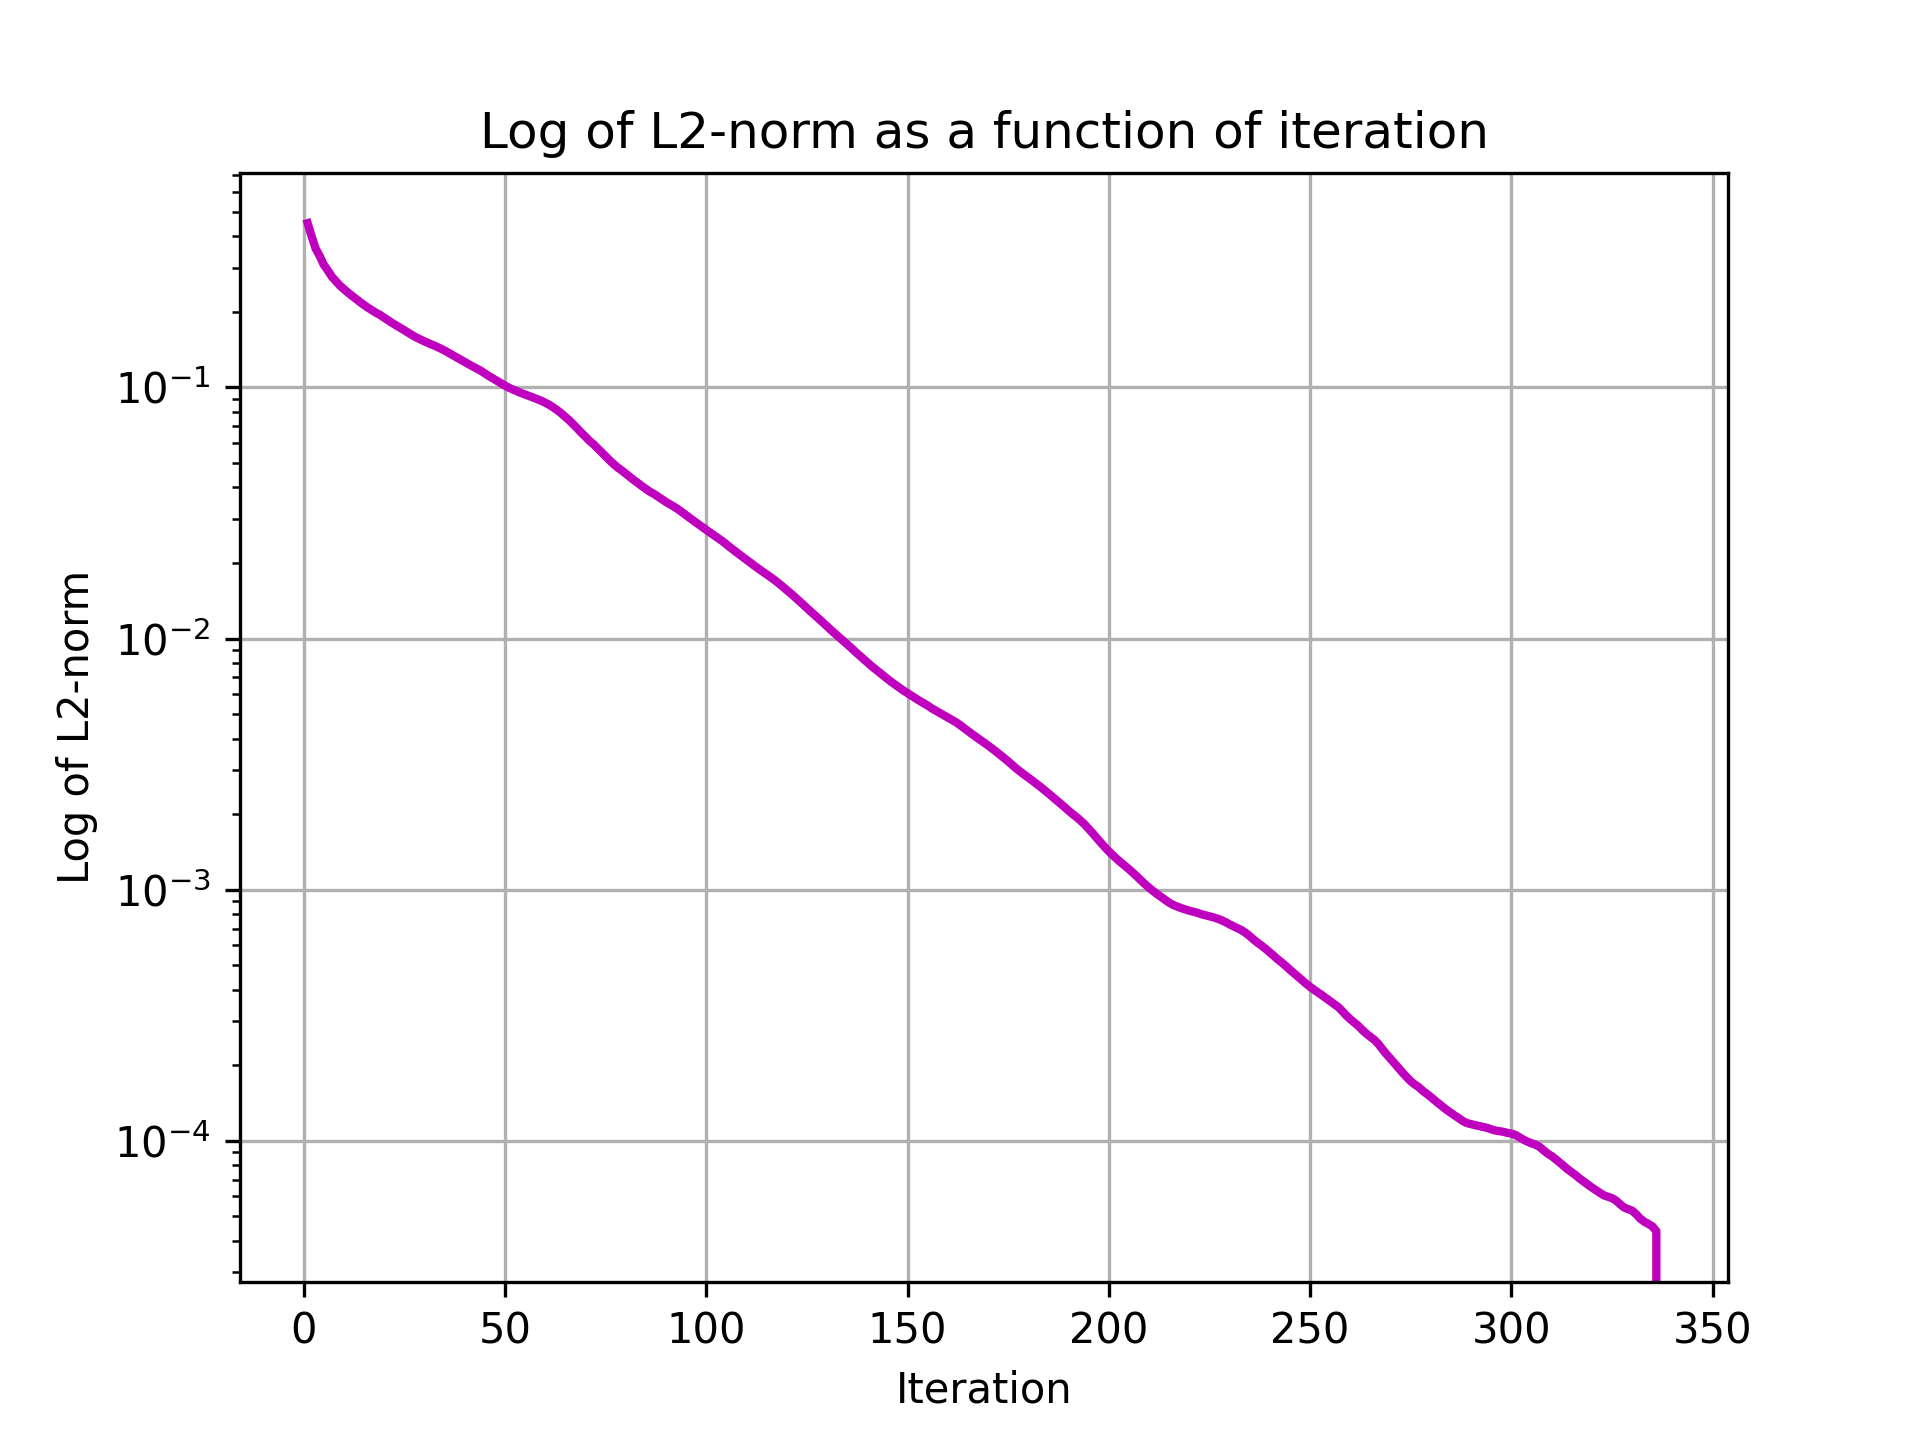 Log of L2-norm as a function of iteration
Log of L2-norm
10⁻¹
10⁻²
10⁻³
10⁻⁴
0 50 100 150 200 250 300 350
Iteration